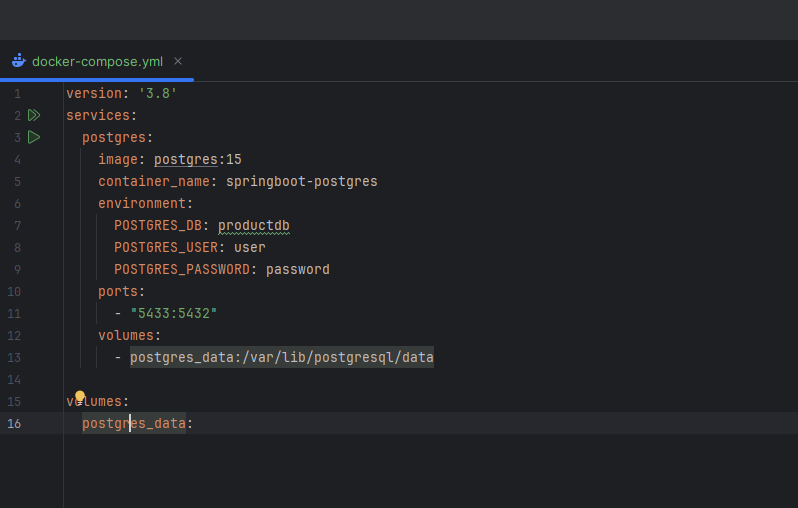 docker-compose.yml
1 version: '3.8'
2 services:
3   postgres:
4     image: postgres:15
5     container_name: springboot-postgres
6     environment:
7       POSTGRES_DB: productdb
8       POSTGRES_USER: user
9       POSTGRES_PASSWORD: password
10     ports:
11       - "5433:5432"
12     volumes:
13       - postgres_data:/var/lib/postgresql/data
14
15 volumes:
16   postgres_data: